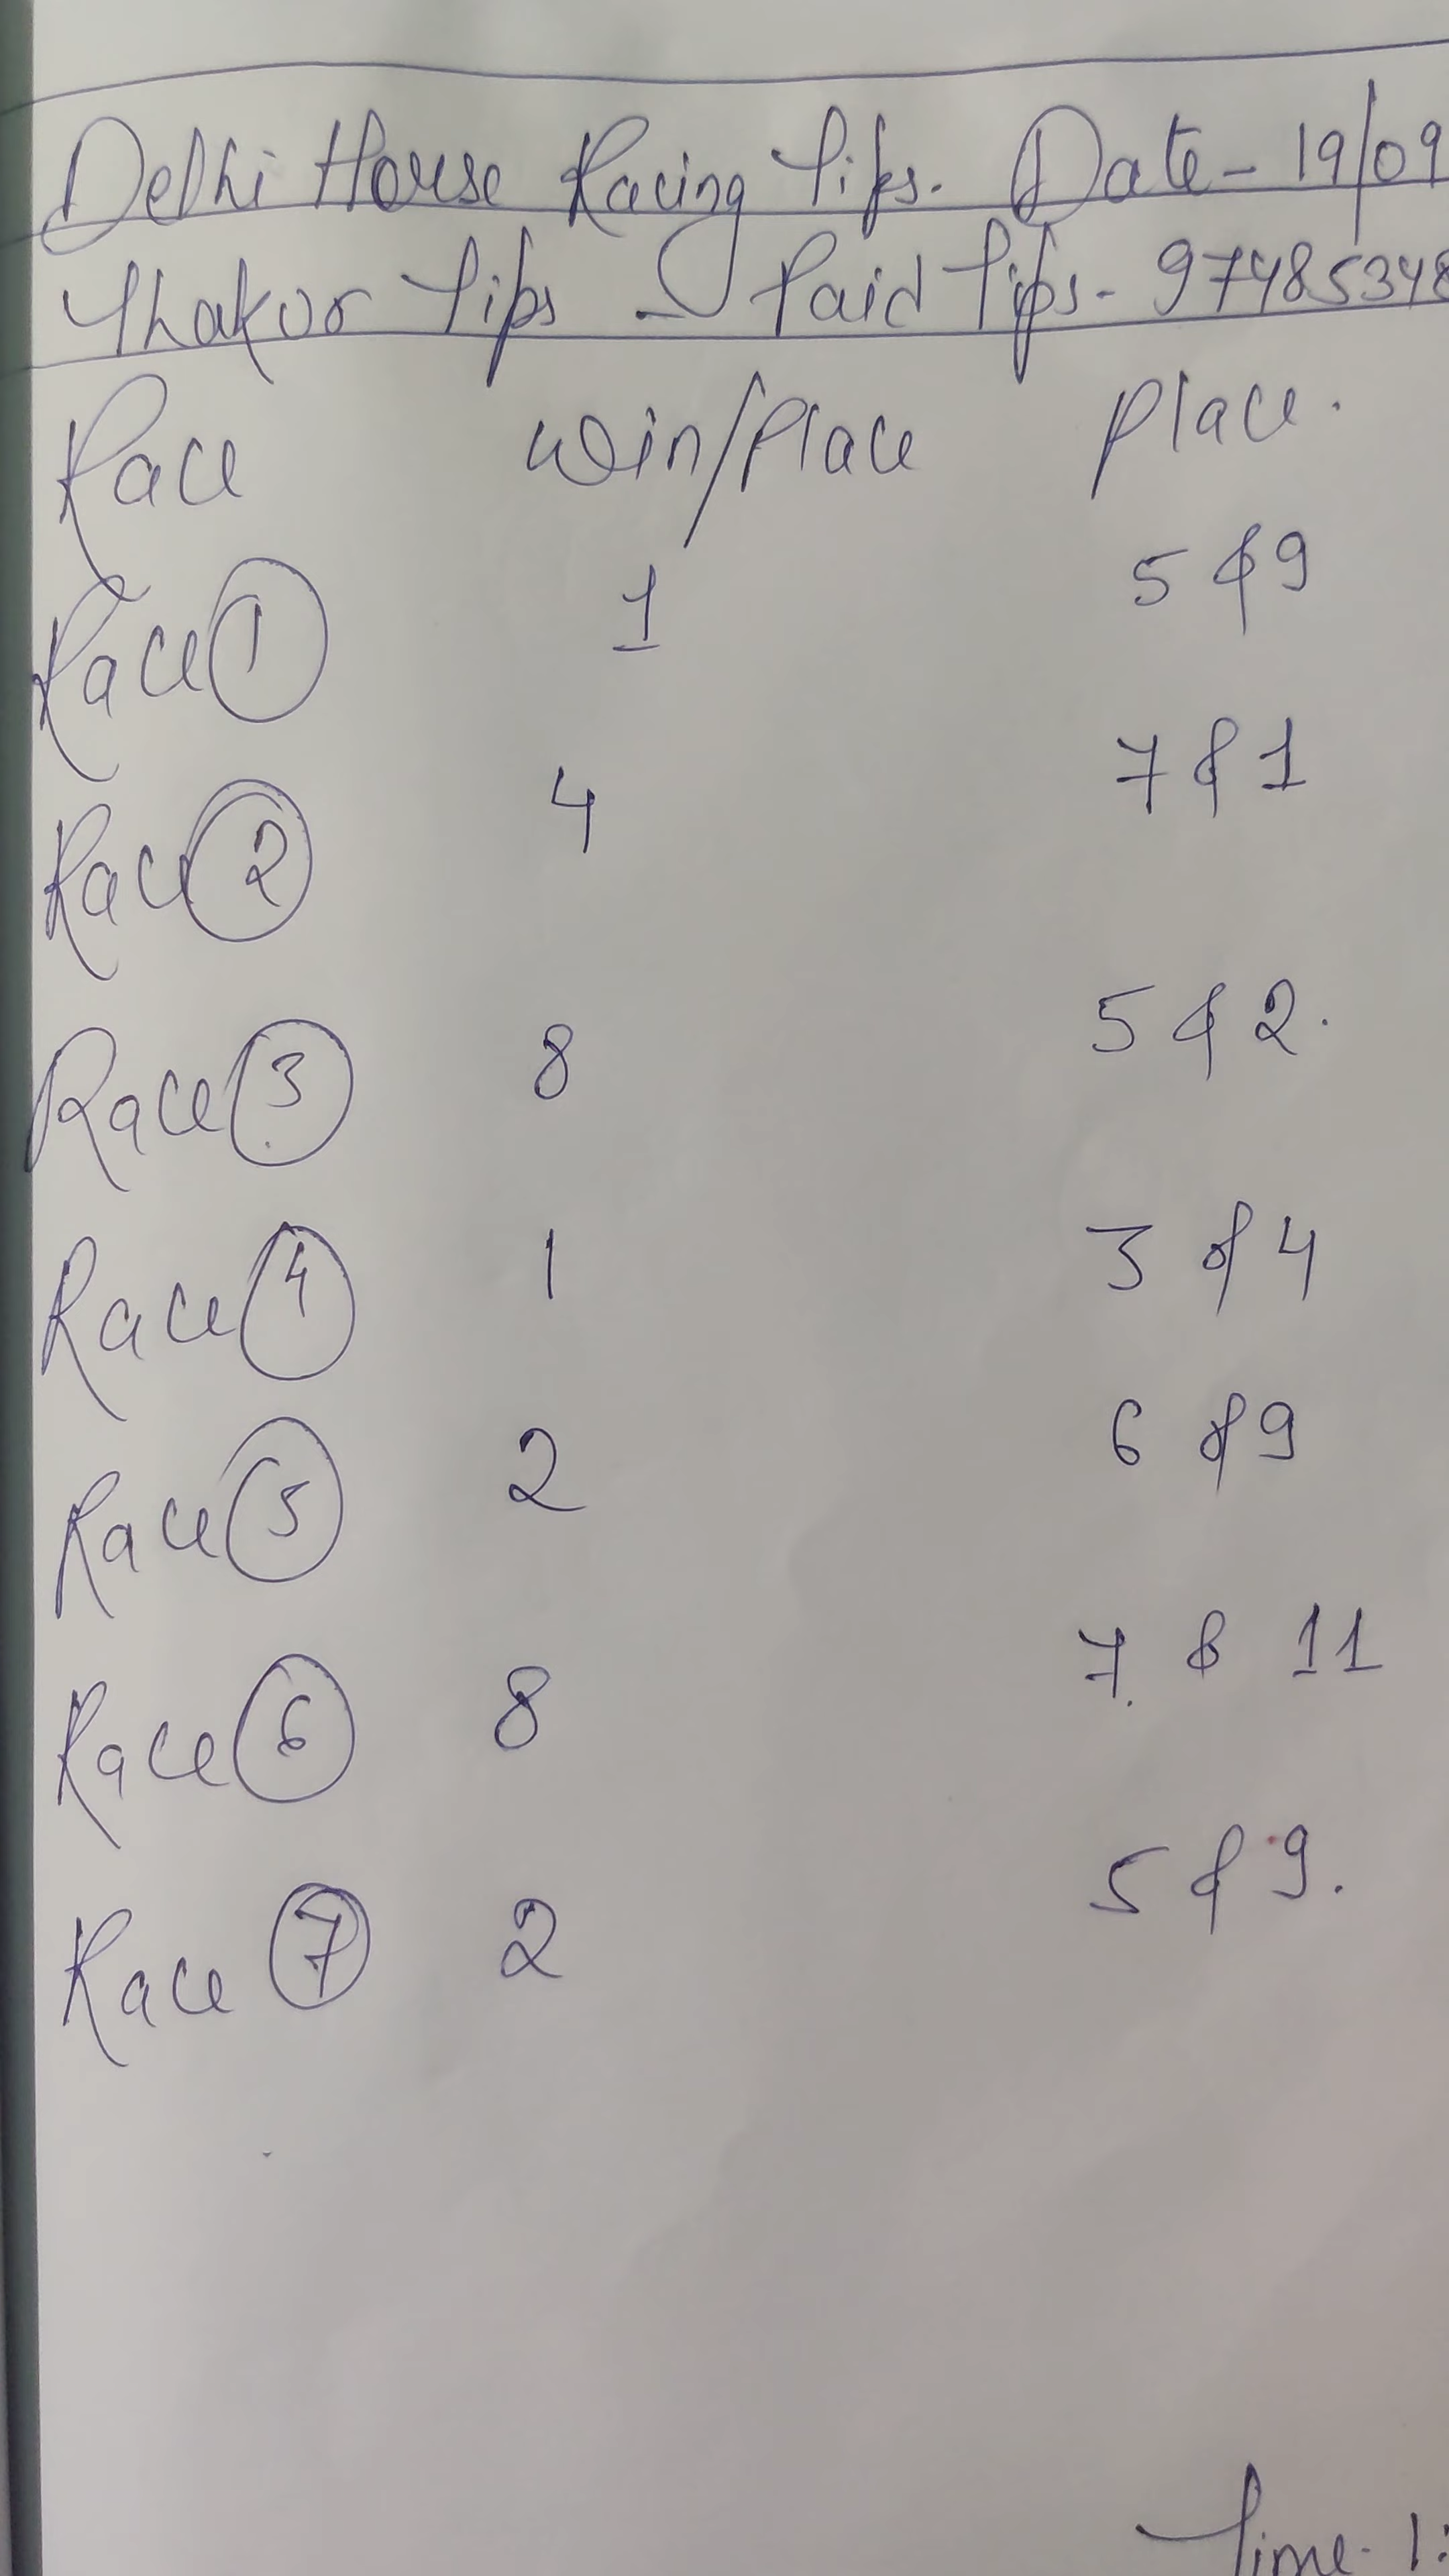 Delhi Horse Racing Tips. Date - 19/09
Thakur Tips - Paid Tips - 97485348
Race Win/Place Place.
Race 1 1 5 & 9
Race 2 4 7 & 1
Race 3 8 5 & 2.
Race 4 1 3 & 4
Race 5 2 6 & 9
Race 6 8 7 & 11
Race 7 2 5 & 9.
Time - 1: